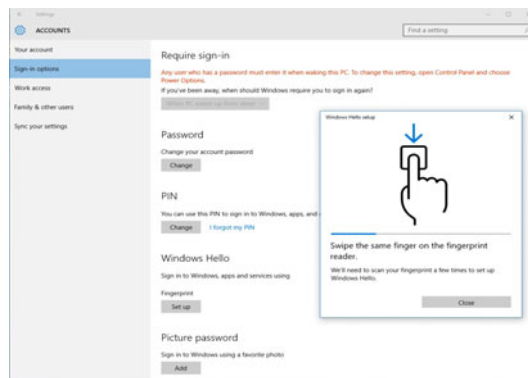 Settings
ACCOUNTS
Find a setting
Your account
Sign-in options
Work access
Family & other users
Sync your settings
Require sign-in
Any user who has a password must enter it when waking this PC. To change this setting, open Control Panel and choose
Power Options.
If you've been away, when should Windows require you to sign in again?
When PC wakes up from sleep
Password
Change your account password
Change
PIN
You can use this PIN to sign in to Windows, apps, and
Change I forgot my PIN
Windows Hello
Sign in to Windows, apps and services using
Fingerprint
Set up
Picture password
Sign in to Windows using a favorite photo
Add
Windows Hello setup
Swipe the same finger on the fingerprint
reader.
We'll need to scan your fingerprint a few times to set up
Windows Hello.
Close